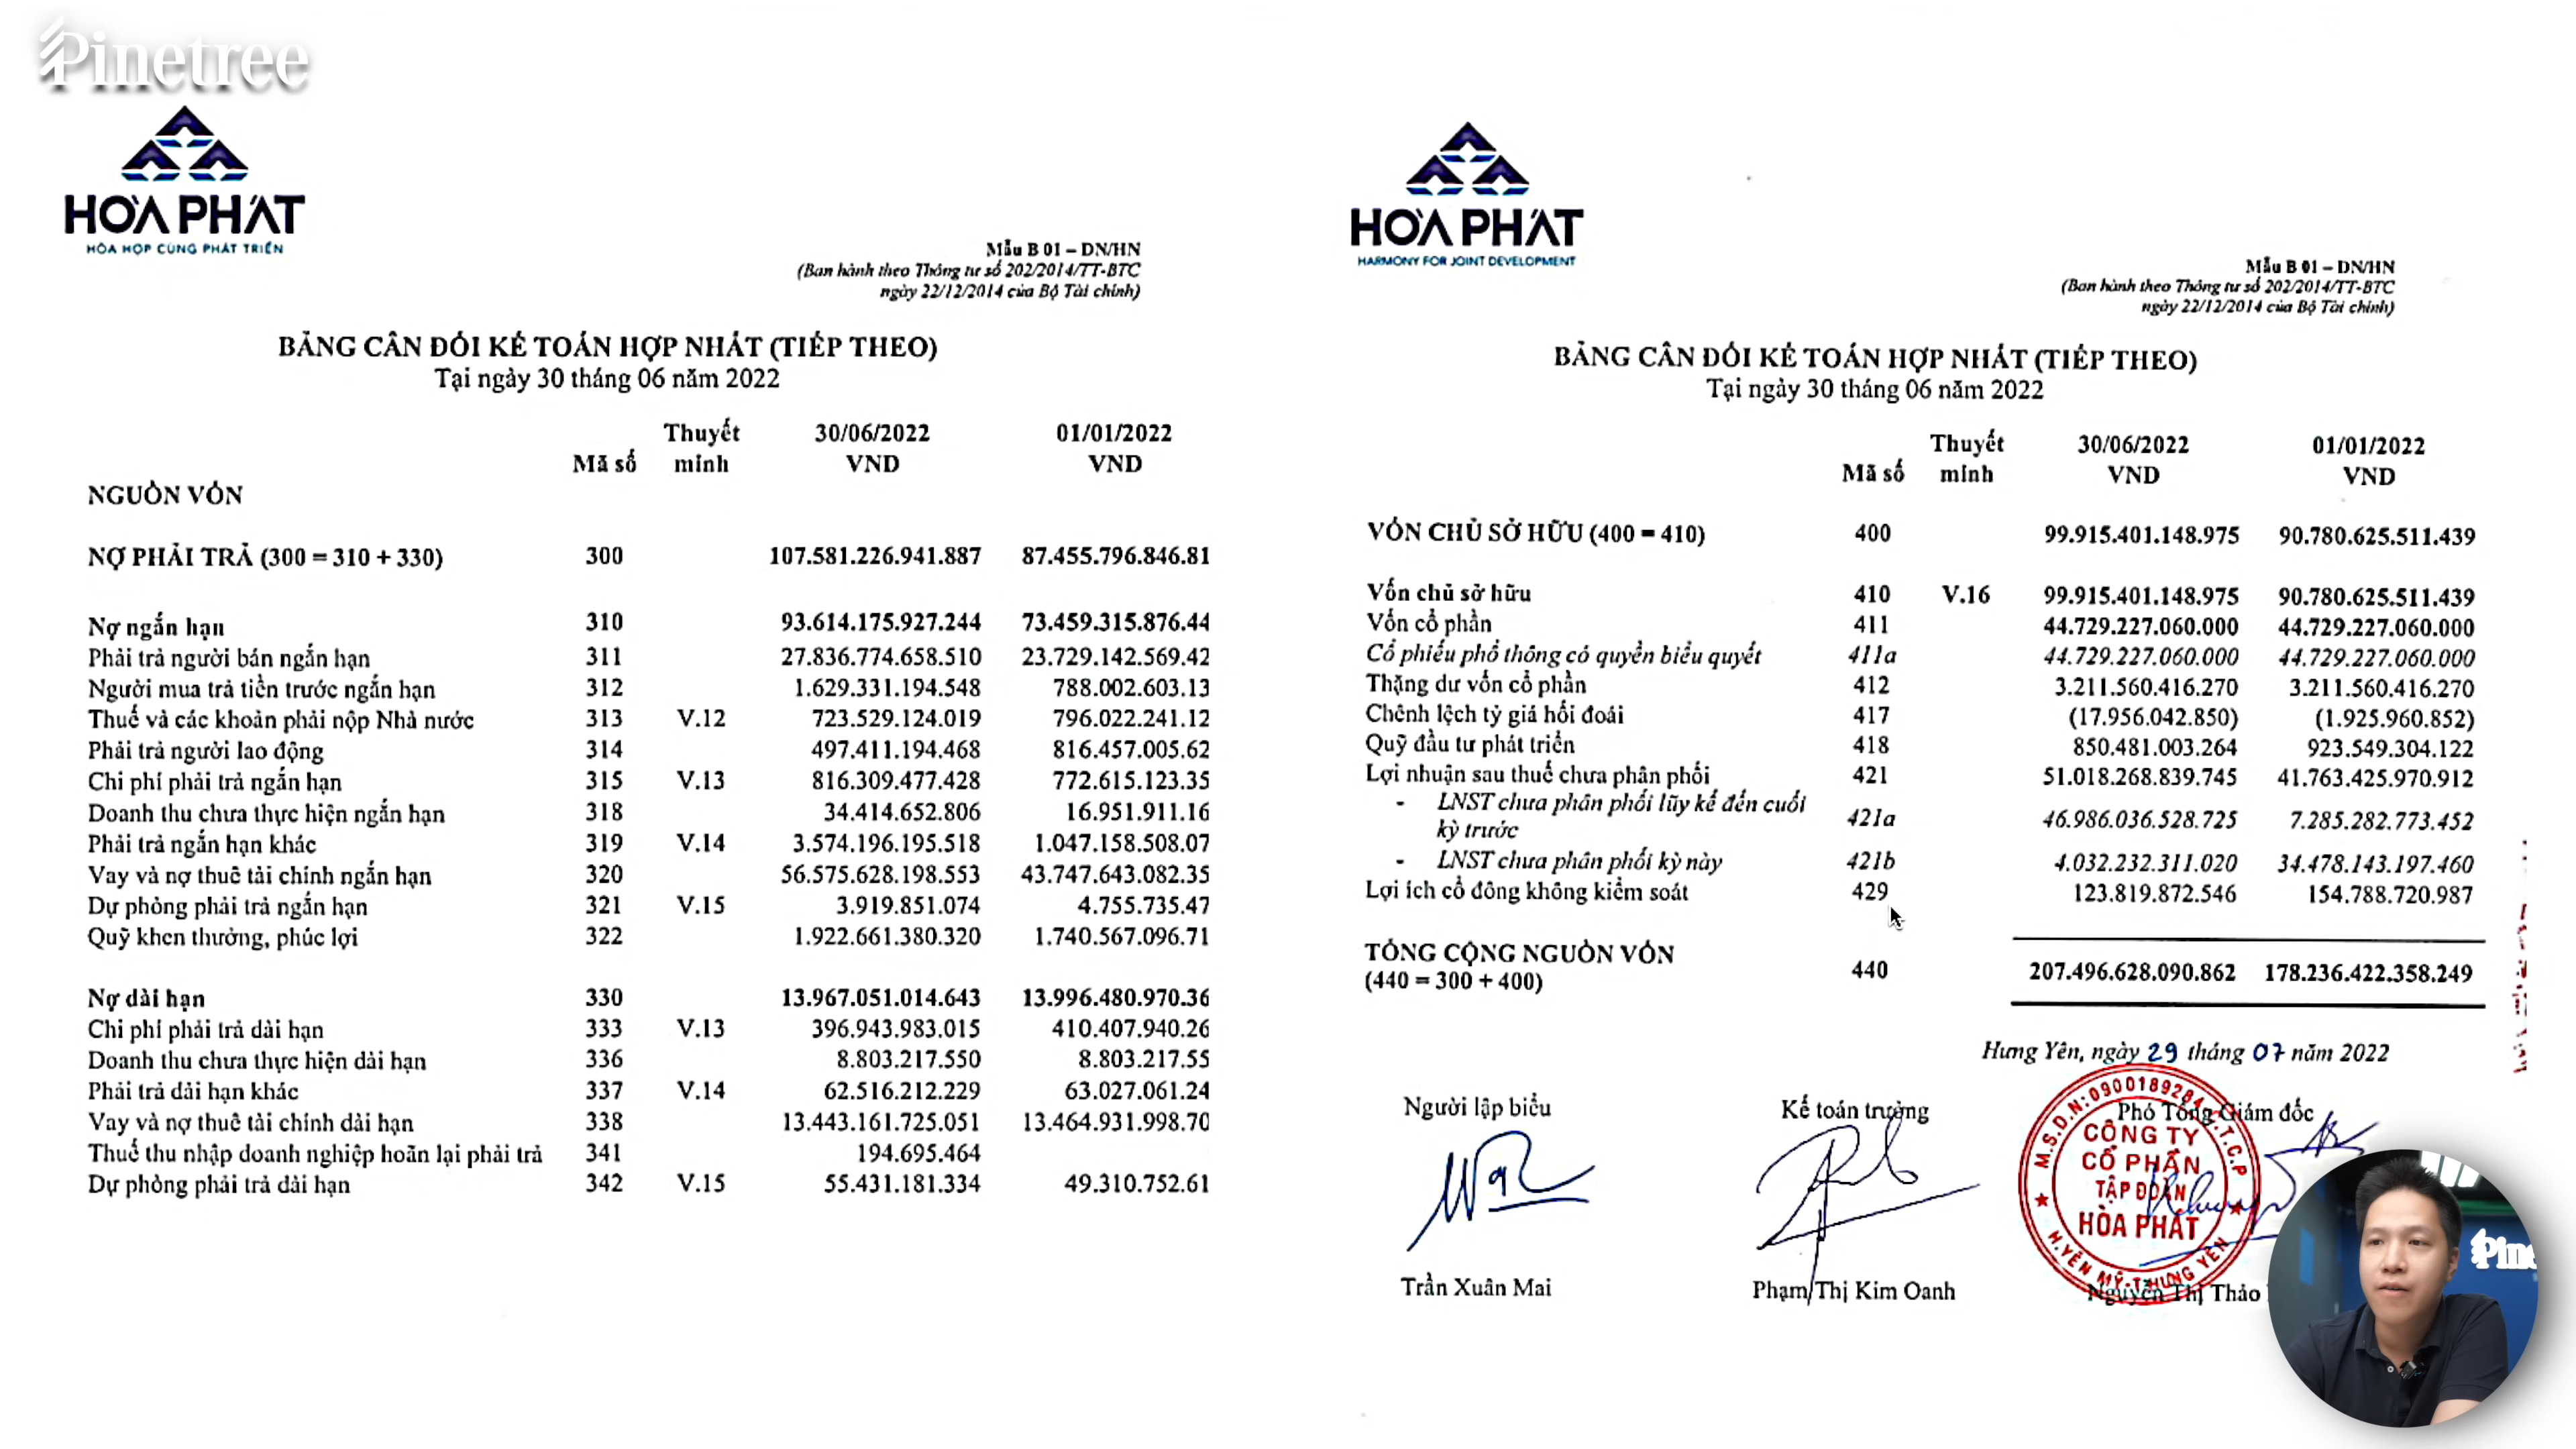 Pinetree
HÒA PHÁT
HÒA HỢP CÙNG PHÁT TRIỂN
Mẫu B 01 – DN/HN
(Ban hành theo Thông tư số 202/2014/TT-BTC
ngày 22/12/2014 của Bộ Tài chính)
BẢNG CÂN ĐỐI KẾ TOÁN HỢP NHẤT (TIẾP THEO)
Tại ngày 30 tháng 06 năm 2022
Mã số Thuyết minh 30/06/2022 VND 01/01/2022 VND
NGUỒN VỐN
NỢ PHẢI TRẢ (300 = 310 + 330) 300 107.581.226.941.887 87.455.796.846.81
Nợ ngắn hạn 310 93.614.175.927.244 73.459.315.876.44
Phải trả người bán ngắn hạn 311 27.836.774.658.510 23.729.142.569.42
Người mua trả tiền trước ngắn hạn 312 1.629.331.194.548 788.002.603.13
Thuế và các khoản phải nộp Nhà nước 313 V.12 723.529.124.019 796.022.241.12
Phải trả người lao động 314 497.411.194.468 816.457.005.62
Chi phí phải trả ngắn hạn 315 V.13 816.309.477.428 772.615.123.35
Doanh thu chưa thực hiện ngắn hạn 318 34.414.652.806 16.951.911.16
Phải trả ngắn hạn khác 319 V.14 3.574.196.195.518 1.047.158.508.07
Vay và nợ thuê tài chính ngắn hạn 320 56.575.628.198.553 43.747.643.082.35
Dự phòng phải trả ngắn hạn 321 V.15 3.919.851.074 4.755.735.47
Quỹ khen thưởng, phúc lợi 322 1.922.661.380.320 1.740.567.096.71
Nợ dài hạn 330 13.967.051.014.643 13.996.480.970.36
Chi phí phải trả dài hạn 333 V.13 396.943.983.015 410.407.940.26
Doanh thu chưa thực hiện dài hạn 336 8.803.217.550 8.803.217.55
Phải trả dài hạn khác 337 V.14 62.516.212.229 63.027.061.24
Vay và nợ thuê tài chính dài hạn 338 13.443.161.725.051 13.464.931.998.70
Thuế thu nhập doanh nghiệp hoãn lại phải trả 341 194.695.464
Dự phòng phải trả dài hạn 342 V.15 55.431.181.334 49.310.752.61
HÒA PHÁT
HARMONY FOR JOINT DEVELOPMENT
Mẫu B 01 – DN/HN
(Ban hành theo Thông tư số 202/2014/TT-BTC
ngày 22/12/2014 của Bộ Tài chính)
BẢNG CÂN ĐỐI KẾ TOÁN HỢP NHẤT (TIẾP THEO)
Tại ngày 30 tháng 06 năm 2022
Mã số Thuyết minh 30/06/2022 VND 01/01/2022 VND
VỐN CHỦ SỞ HỮU (400 = 410) 400 99.915.401.148.975 90.780.625.511.439
Vốn chủ sở hữu 410 V.16 99.915.401.148.975 90.780.625.511.439
Vốn cổ phần 411 44.729.227.060.000 44.729.227.060.000
Cổ phiếu phổ thông có quyền biểu quyết 411a 44.729.227.060.000 44.729.227.060.000
Thặng dư vốn cổ phần 412 3.211.560.416.270 3.211.560.416.270
Chênh lệch tỷ giá hối đoái 417 (17.956.042.850) (1.925.960.852)
Quỹ đầu tư phát triển 418 850.481.003.264 923.549.304.122
Lợi nhuận sau thuế chưa phân phối 421 51.018.268.839.745 41.763.425.970.912
- LNST chưa phân phối lũy kế đến cuối
kỳ trước 421a 46.986.036.528.725 7.285.282.773.452
- LNST chưa phân phối kỳ này 421b 4.032.232.311.020 34.478.143.197.460
Lợi ích cổ đông không kiểm soát 429 123.819.872.546 154.788.720.987
TỔNG CỘNG NGUỒN VỐN
(440 = 300 + 400) 440 207.496.628.090.862 178.236.422.358.249
Hưng Yên, ngày 29 tháng 07 năm 2022
Người lập biểu Kế toán trưởng Phó Tổng Giám đốc
M.S.D.N:0900189284.C.T.C.P
CÔNG TY
CỔ PHẦN
TẬP ĐOÀN
HÒA PHÁT
H.YÊN MỸ-T.HƯNG YÊN
Trần Xuân Mai Phạm Thị Kim Oanh Nguyễn Thị Thảo
Pine